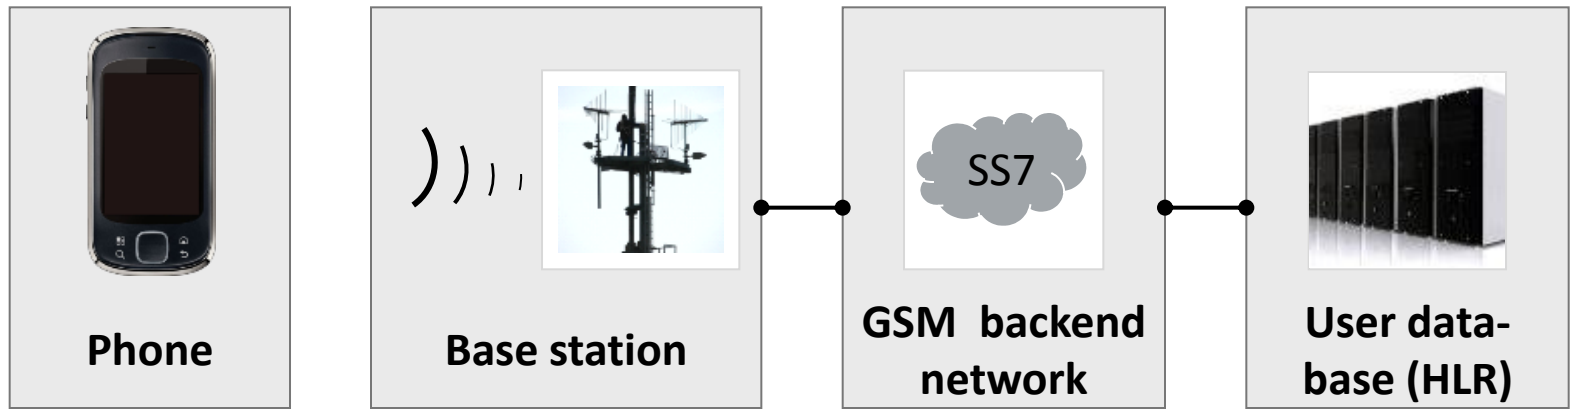 SS7
Phone
Base station
GSM  backend
network
User data-
base (HLR)